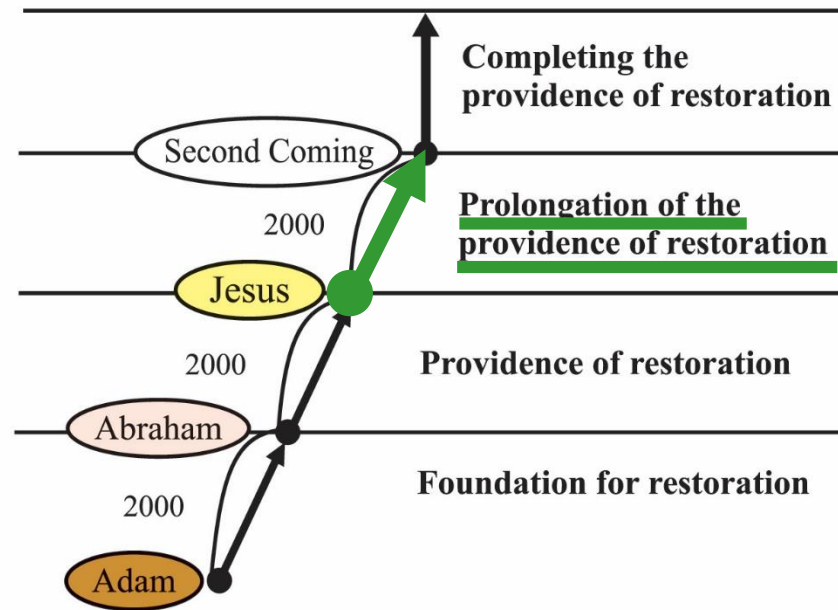 Completing the
providence of restoration
Second Coming
2000
Prolongation of the
providence of restoration
Jesus
2000
Providence of restoration
Abraham
2000
Foundation for restoration
Adam